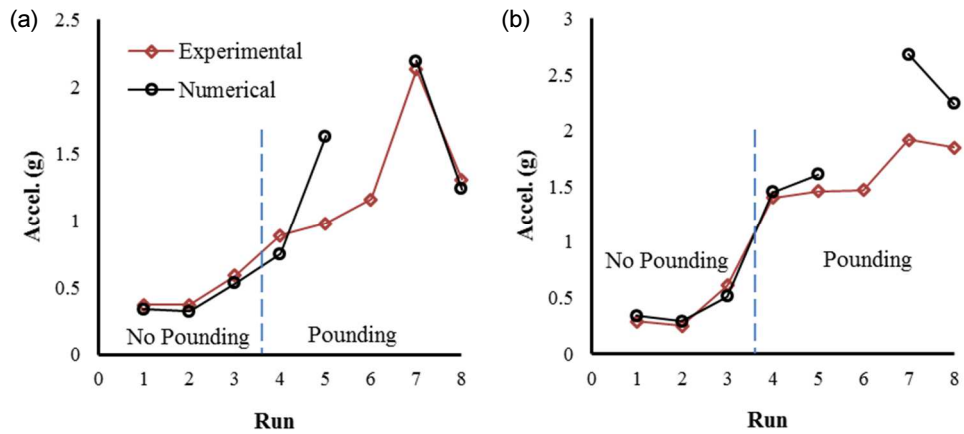 (a)
2.5
2
1.5
1
0.5
0
Accel. (g)
Experimental
Numerical
No Pounding
Pounding
0 1 2 3 4 5 6 7 8
Run
(b)
3
2.5
2
1.5
1
0.5
0
Accel. (g)
No Pounding
Pounding
0 1 2 3 4 5 6 7 8
Run